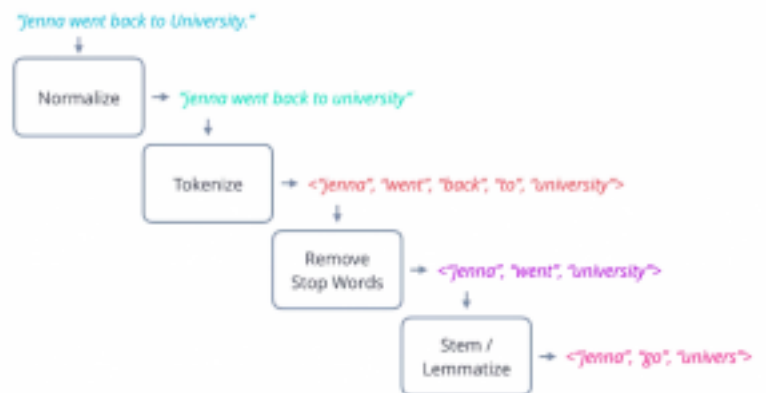 "Jenna went back to University."
Normalize
"jenna went back to university"
Tokenize
<"jenna", "went", "back", "to", "university">
Remove
Stop Words
<"jenna", "went", "university">
Stem /
Lemmatize
<"jenna", "go", "univers">